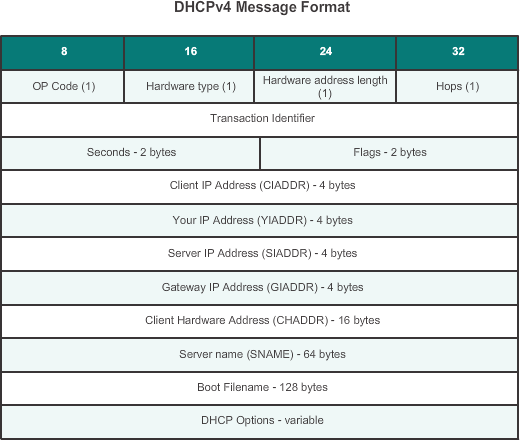 DHCPv4 Message Format
8 16 24 32
OP Code (1) Hardware type (1) Hardware address length Hops (1)
(1)
Transaction Identifier
Seconds - 2 bytes Flags - 2 bytes
Client IP Address (CIADDR) - 4 bytes
Your IP Address (YIADDR) - 4 bytes
Server IP Address (SIADDR) - 4 bytes
Gateway IP Address (GIADDR) - 4 bytes
Client Hardware Address (CHADDR) - 16 bytes
Server name (SNAME) - 64 bytes
Boot Filename - 128 bytes
DHCP Options - variable